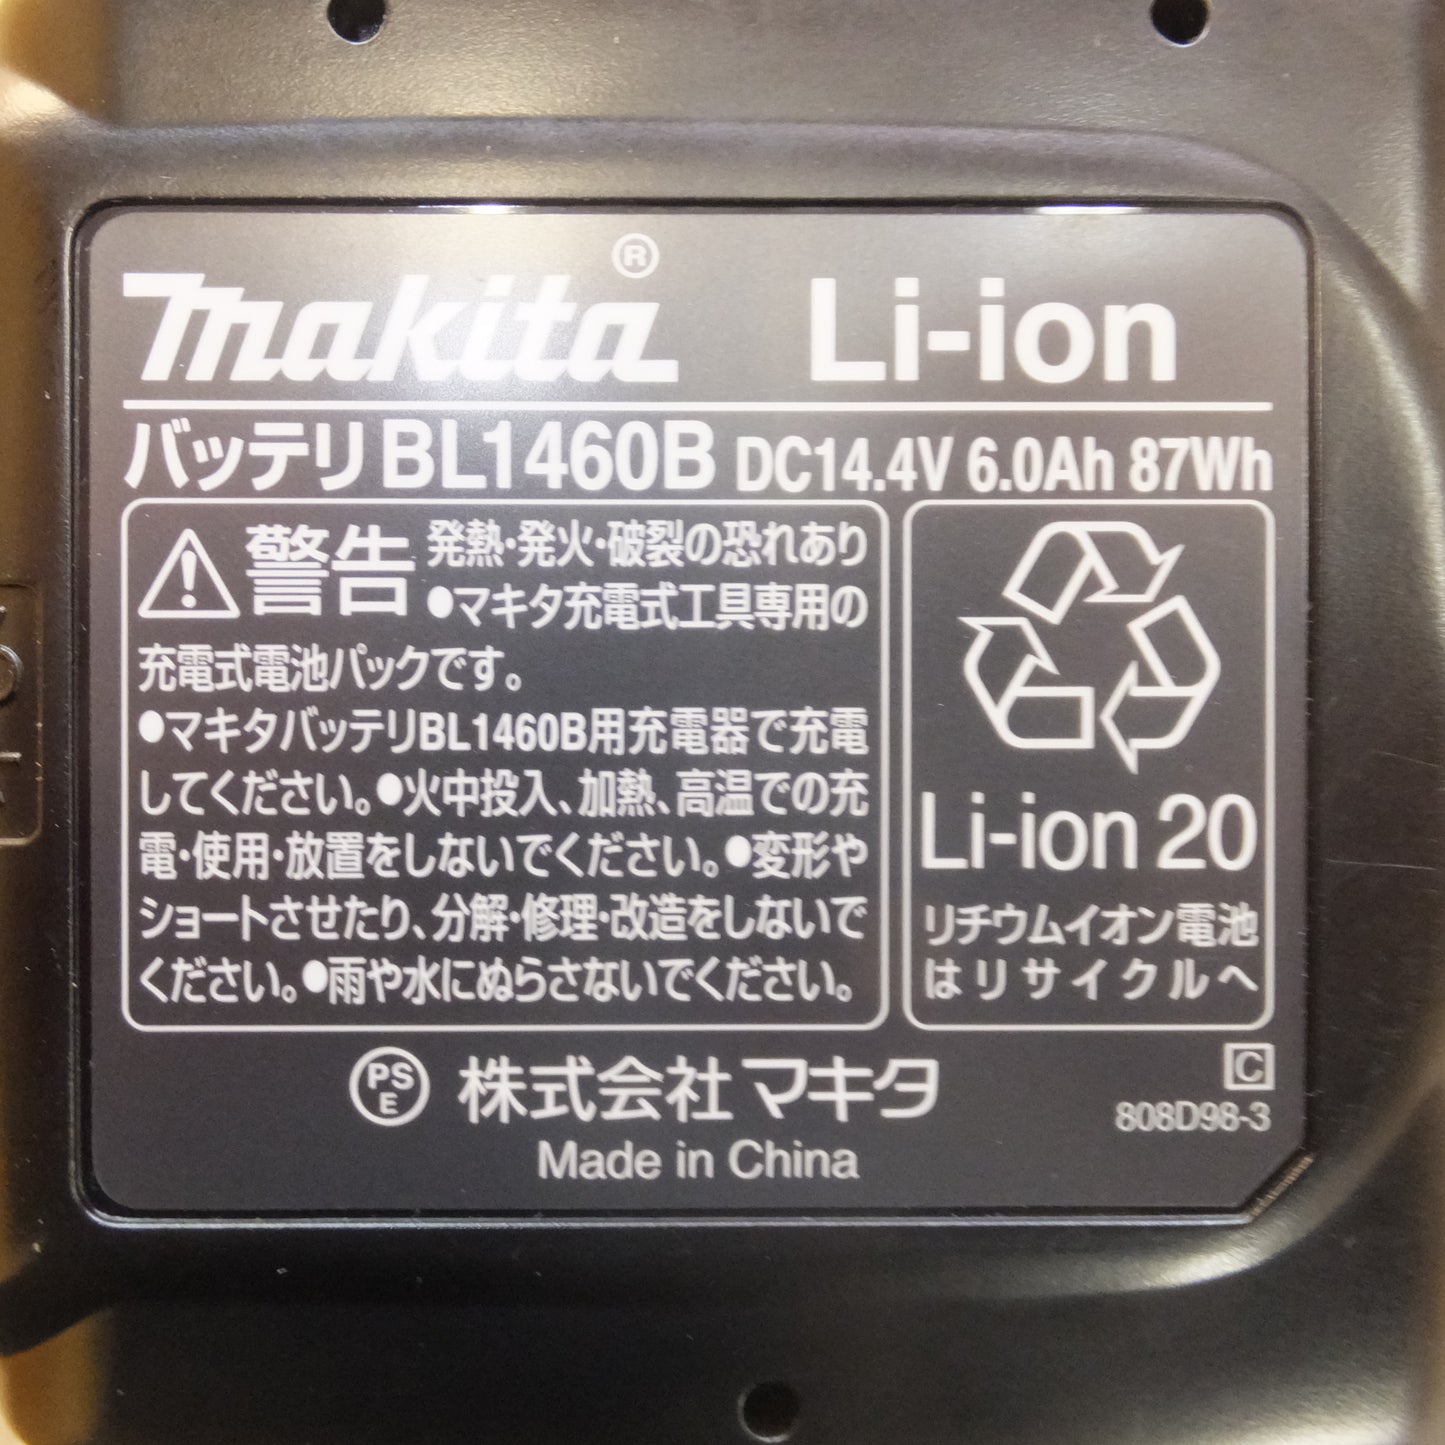 makita®
Li-ion
バッテリBL1460B DC14.4V 6.0Ah 87Wh
警告 発熱・発火・破裂の恐れあり
●マキタ充電式工具専用の
充電式電池パックです。
●マキタバッテリBL1460B用充電器で充電
してください。●火中投入、加熱、高温での充
電・使用・放置をしないでください。●変形や
ショートさせたり、分解・修理・改造をしないで
ください。●雨や水にぬらさないでください。
Li-ion 20
リチウムイオン電池
はリサイクルへ
PS
E
株式会社マキタ
Made in China
C
808D98-3